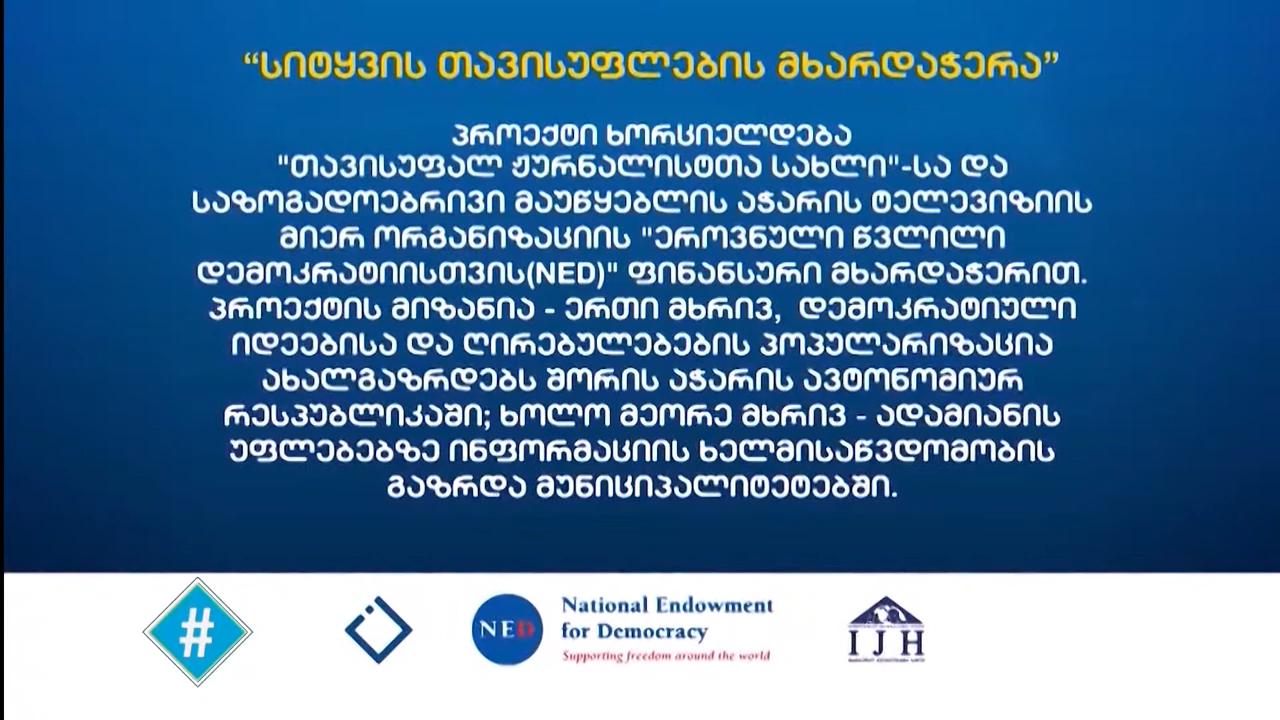 “სიტყვის თავისუფლების მხარდაჭერა”
პროექტი ხორციელდება
"თავისუფალ ჟურნალისტთა სახლი"-სა და
საზოგადოებრივი მაუწყებლის აჭარის ტელევიზიის
მიერ ორგანიზაციის "ეროვნული წვლილი
დემოკრატიისთვის(NED)" ფინანსური მხარდაჭერით.
პროექტის მიზანია - ერთი მხრივ, დემოკრატიული
იდეებისა და ღირებულებების პოპულარიზაცია
ახალგაზრდებს შორის აჭარის ავტონომიურ
რესპუბლიკაში; ხოლო მეორე მხრივ - ადამიანის
უფლებებზე ინფორმაციის ხელმისაწვდომობის
გაზრდა მუნიციპალიტეტებში.
#
NED
National Endowment
for Democracy
Supporting freedom around the world
IJH